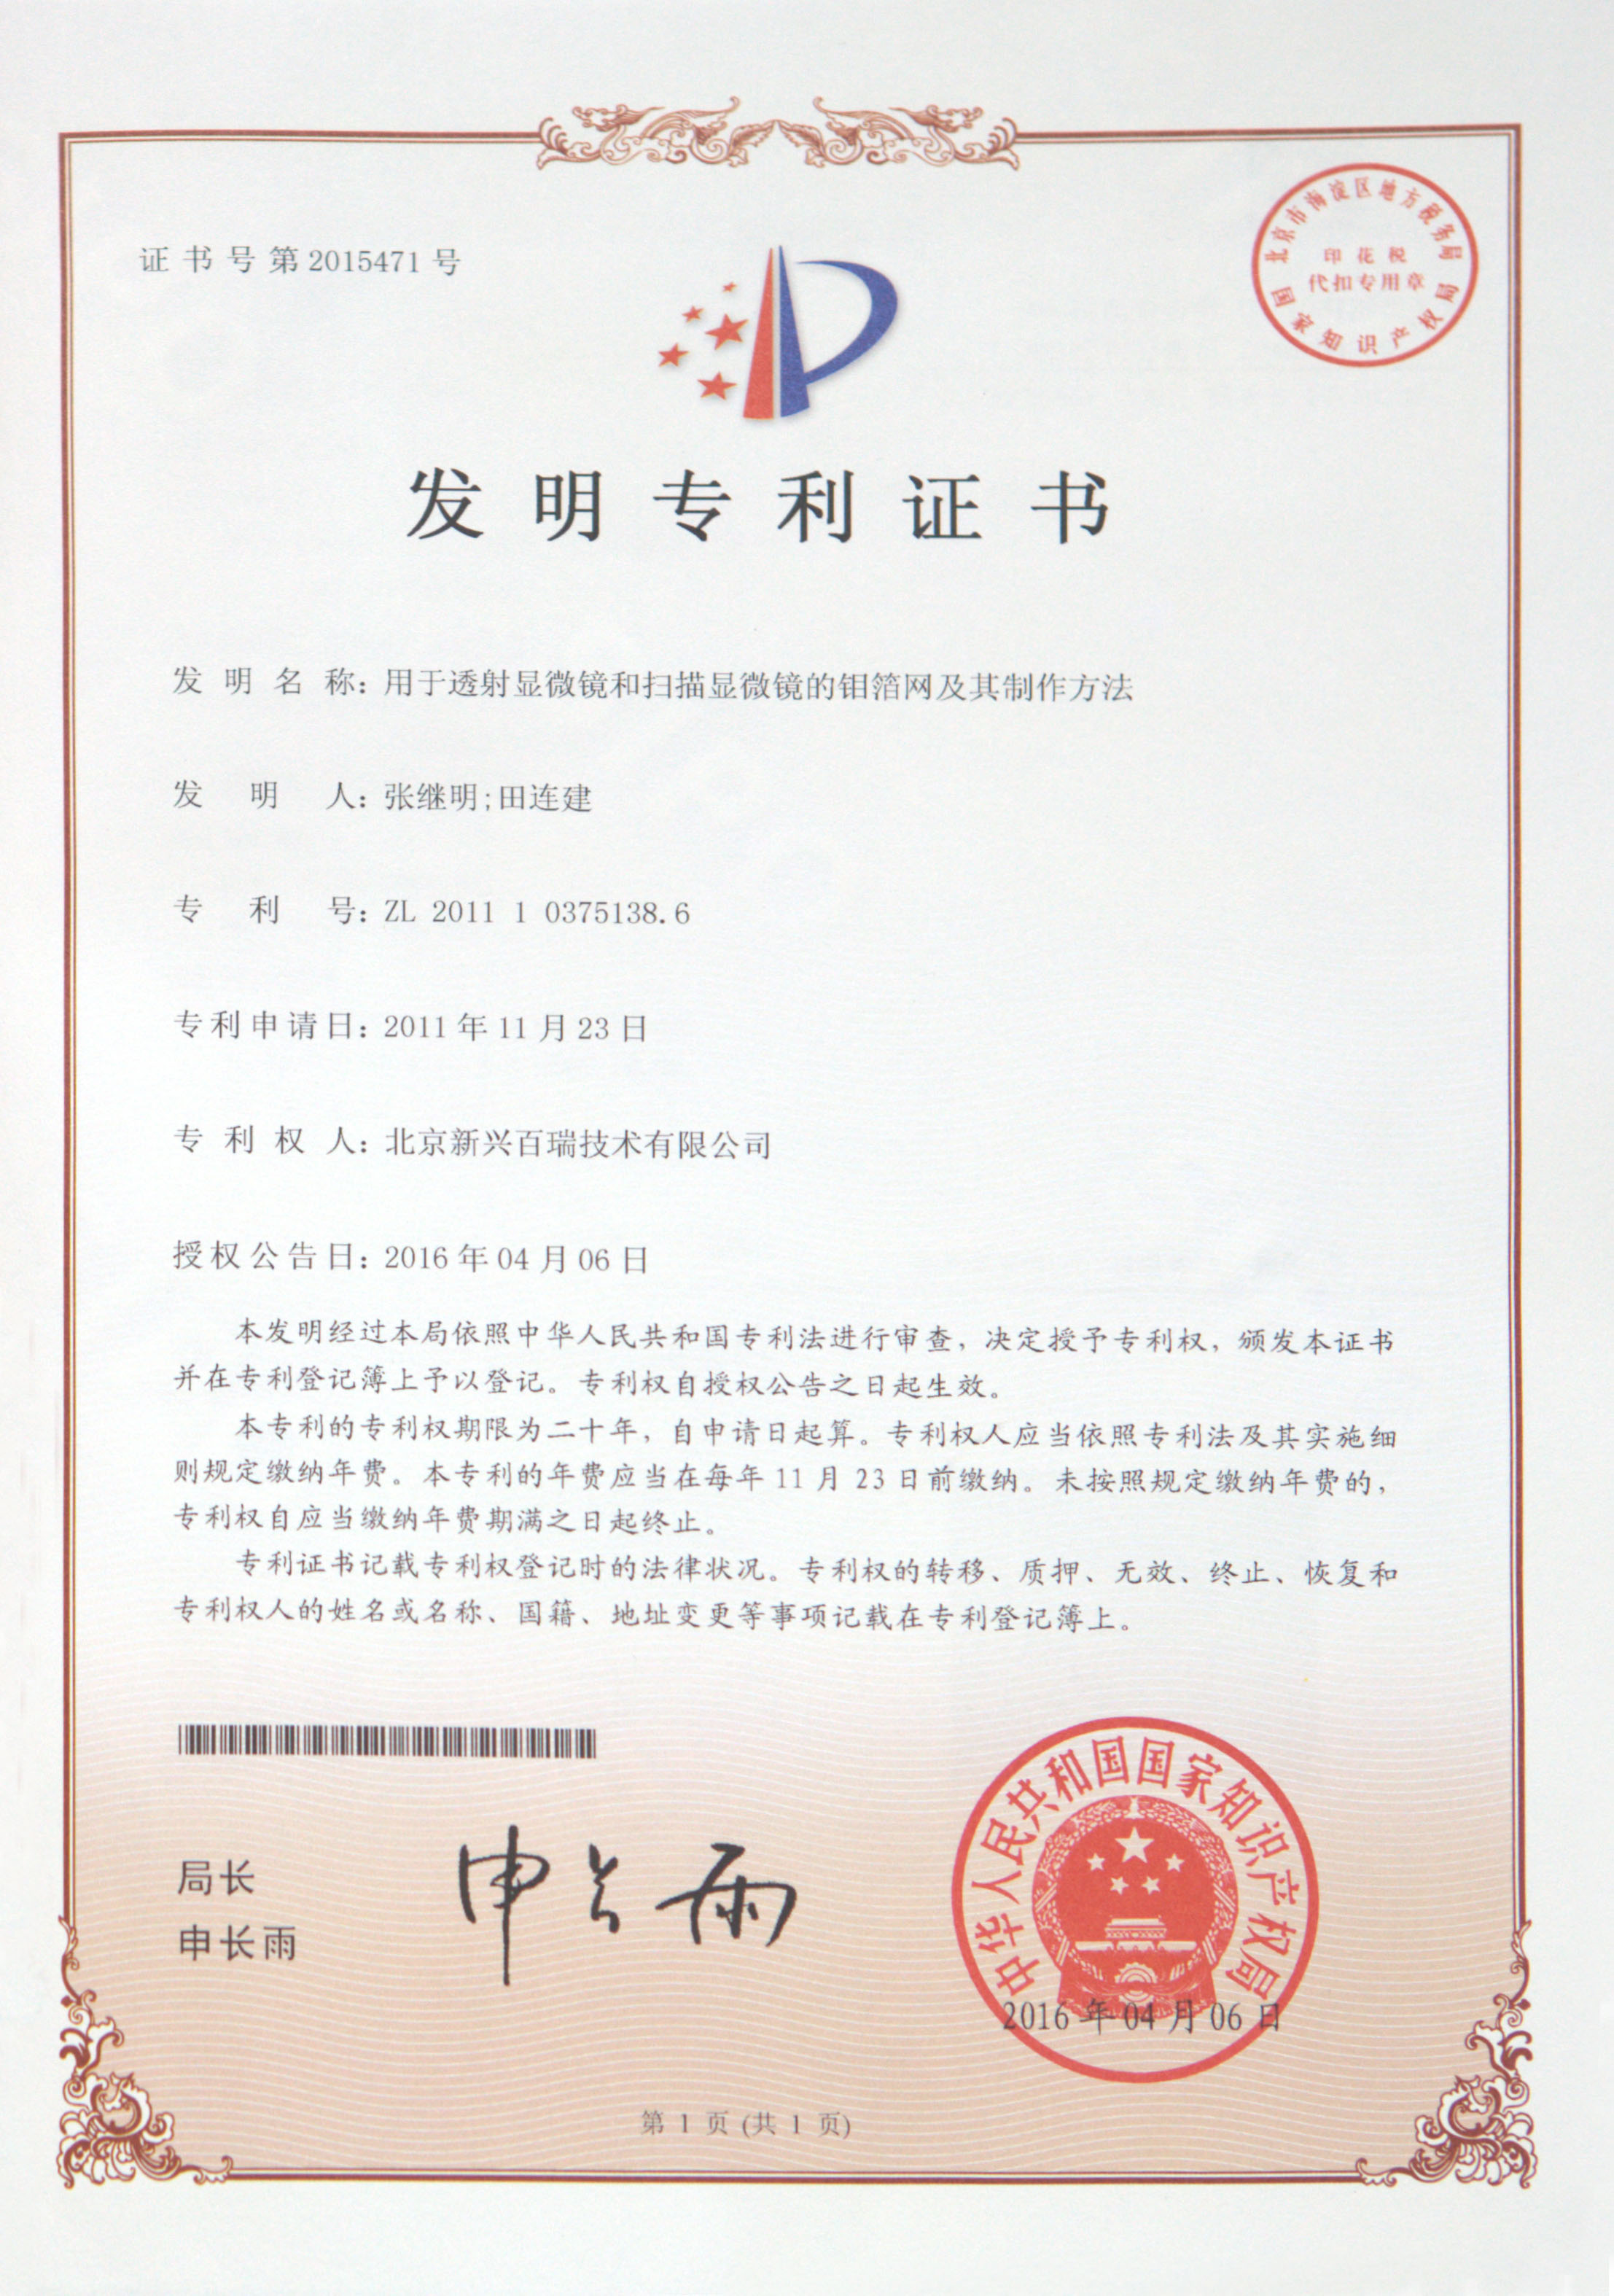 证书号第2015471号
北京市海淀区地方税务局
印花税
代扣专用章
国家知识产权局
发明专利证书
发明名称：用于透射显微镜和扫描显微镜的钼箔网及其制作方法
发明人：张继明;田连建
专利号：ZL 2011 1 0375138.6
专利申请日：2011年11月23日
专利权人：北京新兴百瑞技术有限公司
授权公告日：2016年04月06日
本发明经过本局依照中华人民共和国专利法进行审查，决定授予专利权，颁发本证书
并在专利登记簿上予以登记。专利权自授权公告之日起生效。
本专利的专利权期限为二十年，自申请日起算。专利权人应当依照专利法及其实施细
则规定缴纳年费。本专利的年费应当在每年11月23日前缴纳。未按照规定缴纳年费的，
专利权自应当缴纳年费期满之日起终止。
专利证书记载专利权登记时的法律状况。专利权的转移、质押、无效、终止、恢复和
专利权人的姓名或名称、国籍、地址变更等事项记载在专利登记簿上。
局长
申长雨
申长雨
中华人民共和国国家知识产权局
2016年04月06日
第1页(共1页)